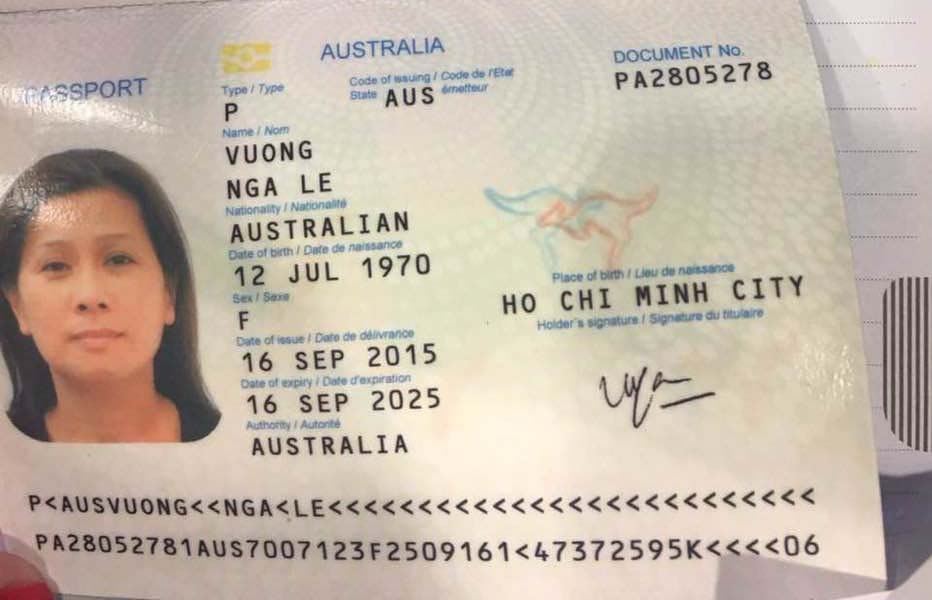 PASSPORT
AUSTRALIA
DOCUMENT No.
PA2805278
Type / Type
P
Code of issuing / Code de l'Etat
State AUS émetteur
Name / Nom
VUONG
NGA LE
Nationality / Nationalité
AUSTRALIAN
Date of birth / Date de naissance
12 JUL 1970
Sex / Sexe
F
Place of birth / Lieu de naissance
HO CHI MINH CITY
Date of issue / Date de délivrance
16 SEP 2015
Holder's signature / Signature du titulaire
Date of expiry / Date d'expiration
16 SEP 2025
Authority / Autorité
AUSTRALIA
P<AUSVUONG<<NGA<LE<<<<<<<<<<<<<<<<<<<<<<<<<<
PA28052781AUS7007123F2509161<47372595K<<<<06